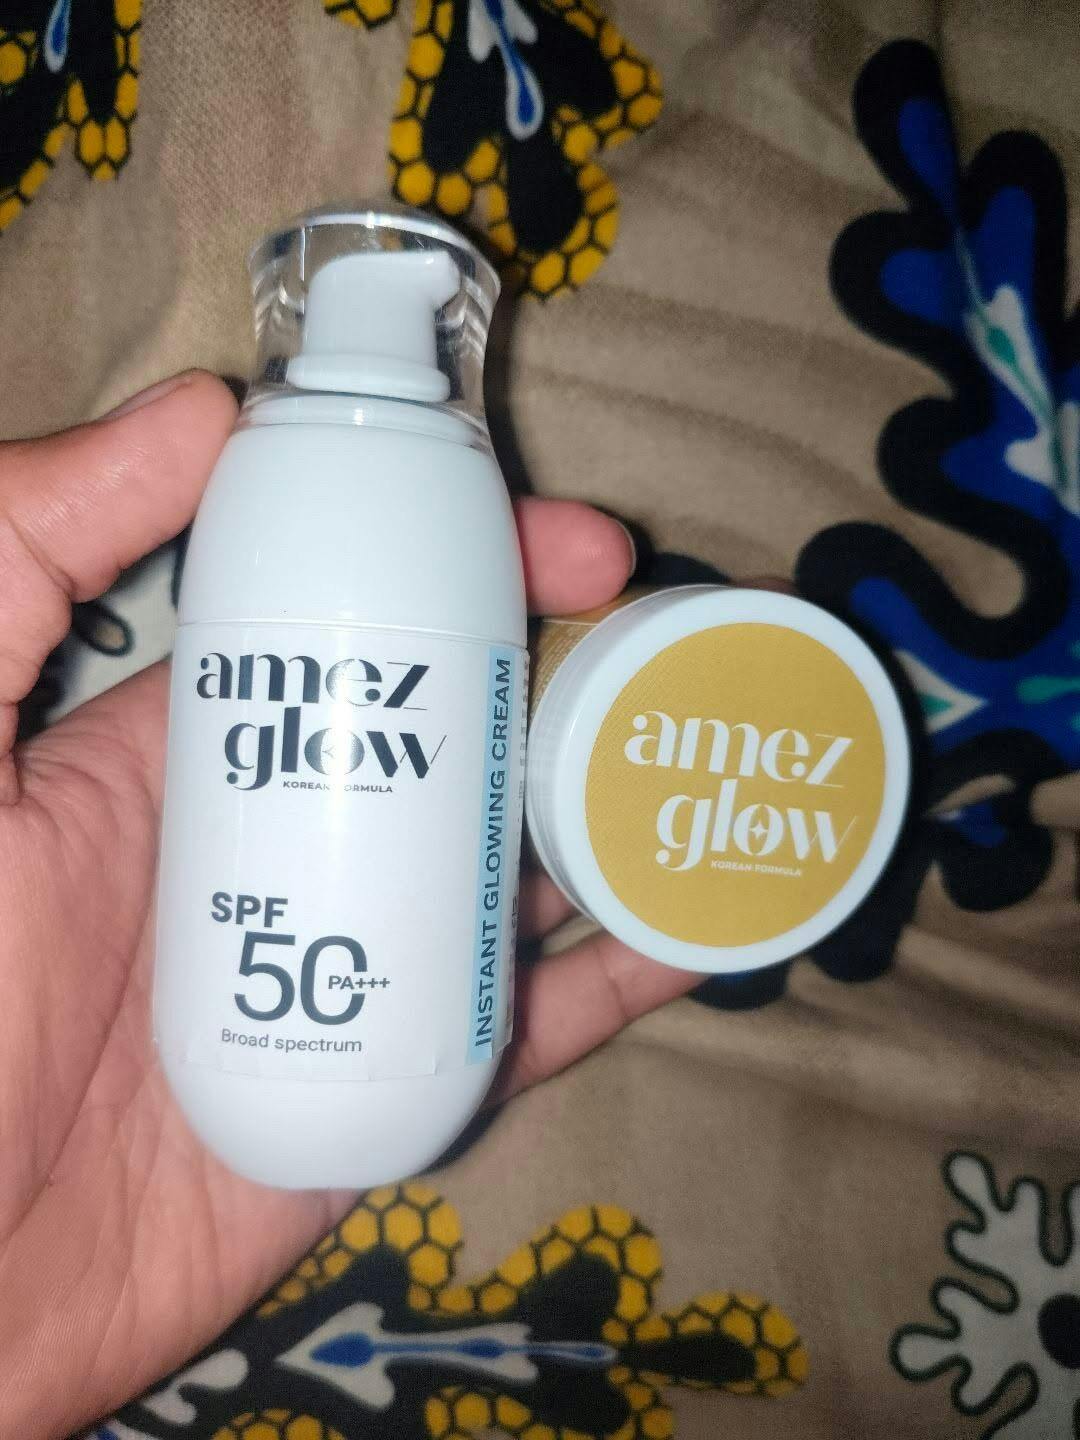 amez
glow
KOREAN FORMULA
SPF
50
PA+++
Broad spectrum
INSTANT GLOWING CREAM
amez
glow
KOREAN FORMULA